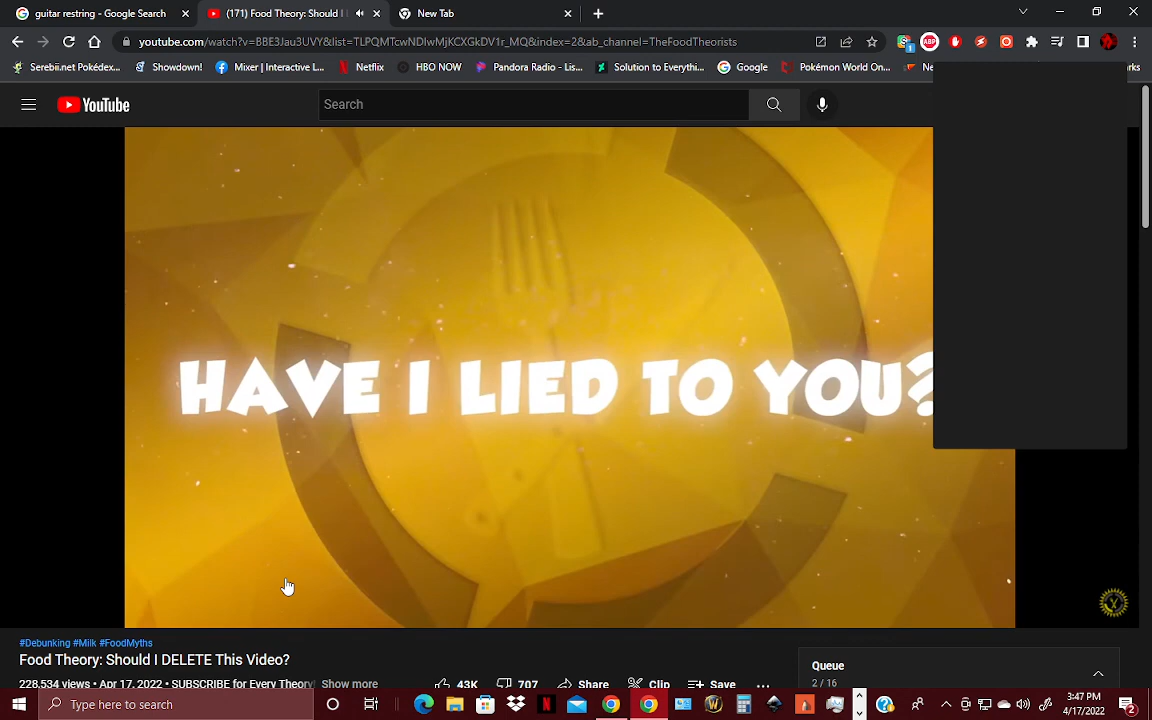 guitar restring - Google Search
(171) Food Theory: Should I
New Tab
youtube.com/watch?v=BBE3Jau3UVY&list=TLPQMTcwNDIwMjKCXGkDV1r_MQ&index=2&ab_channel=TheFoodTheorists
1
ABP
Serebii.net Pokédex...
Showdown!
Mixer | Interactive L...
Netflix
HBO NOW
Pandora Radio - Lis...
Solution to Everythi...
Google
Pokémon World On...
YouTube
Search
HAVE I LIED TO YOU?
#Debunking #Milk #FoodMyths
Food Theory: Should I DELETE This Video?
228,534 views • Apr 17, 2022 • SUBSCRIBE for Every Theory!
Show more
43K
707
Share
Clip
Save
Queue
2 / 16
Type here to search
3:47 PM
4/17/2022
2